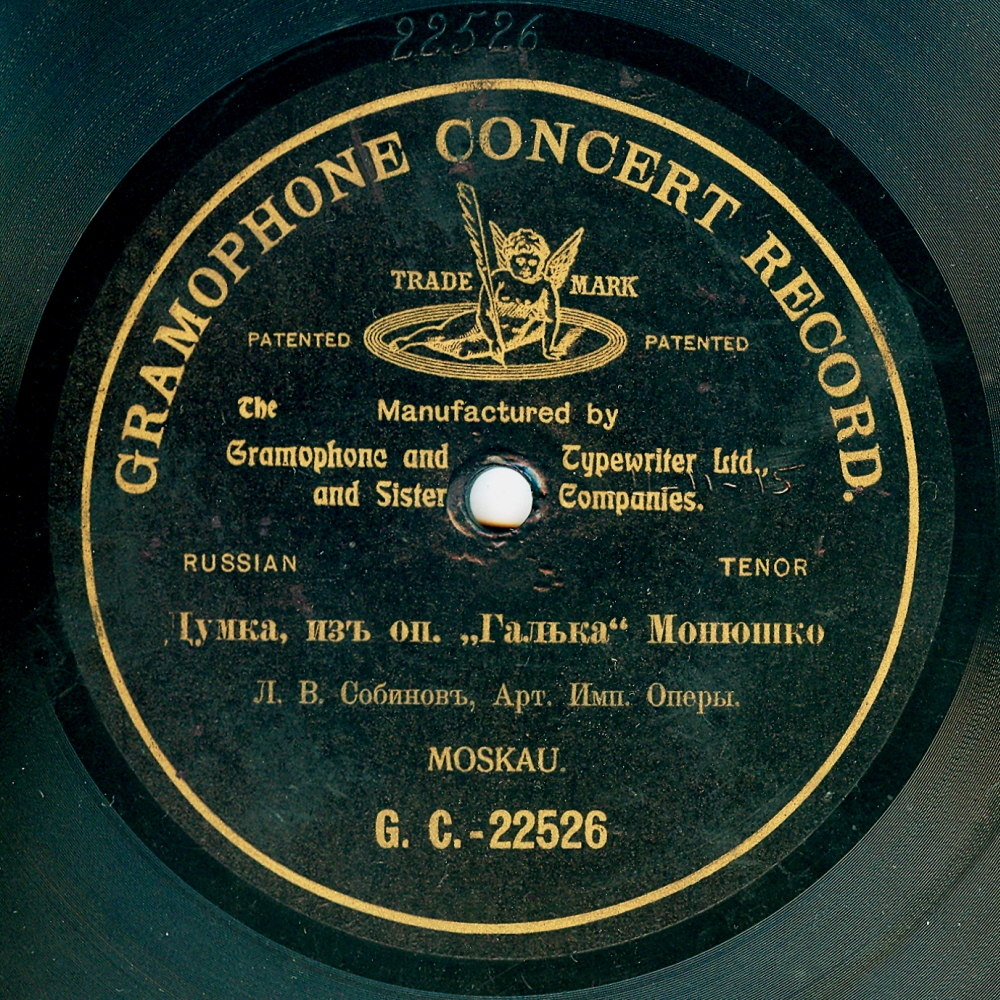 22526
GRAMOPHONE CONCERT RECORD.
TRADE MARK
PATENTED PATENTED
The Manufactured by
Gramophone and Typewriter Ltd.,
and Sister Companies.
RUSSIAN TENOR
Думка, изъ оп. „Галька“ Монюшко
Л. В. Собиновъ, Арт. Имп. Оперы.
MOSKAU.
G. C.-22526